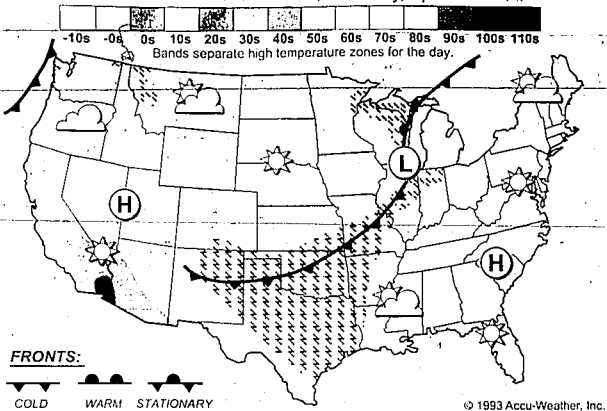 -10s -0s 0s 10s 20s 30s 40s 50s 60s 70s 80s 90s 100s 110s
Bands separate high temperature zones for the day.
L
H
H
FRONTS:
COLD WARM STATIONARY
© 1993 Accu-Weather, Inc.